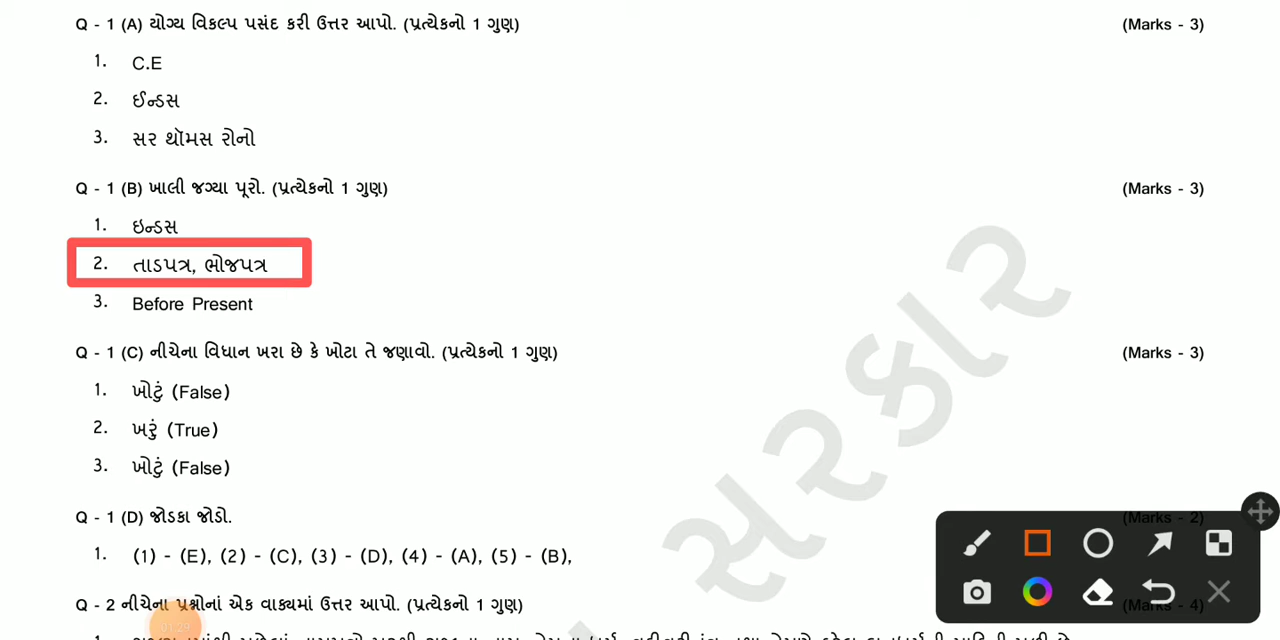 Q - 1 (A) યોગ્ય વિકલ્પ પસંદ કરી ઉત્તર આપો. (પ્રત્યેકનો 1 ગુણ) (Marks - 3)
1. C.E
2. ઈન્ડસ
3. સર થૉમસ રોનો
Q - 1 (B) ખાલી જગ્યા પૂરો. (પ્રત્યેકનો 1 ગુણ) (Marks - 3)
1. ઇન્ડસ
2. તાડપત્ર, ભોજપત્ર
3. Before Present
Q - 1 (C) નીચેના વિધાન ખરા છે કે ખોટા તે જણાવો. (પ્રત્યેકનો 1 ગુણ) (Marks - 3)
1. ખોટું (False)
2. ખરું (True)
3. ખોટું (False)
Q - 1 (D) જોડકા જોડો. (Marks - 2)
1. (1) - (E), (2) - (C), (3) - (D), (4) - (A), (5) - (B),
Q - 2 નીચેના પ્રશ્નોનાં એક વાક્યમાં ઉત્તર આપો. (પ્રત્યેકનો 1 ગુણ) (Marks - 4)
01:29
સરકાર